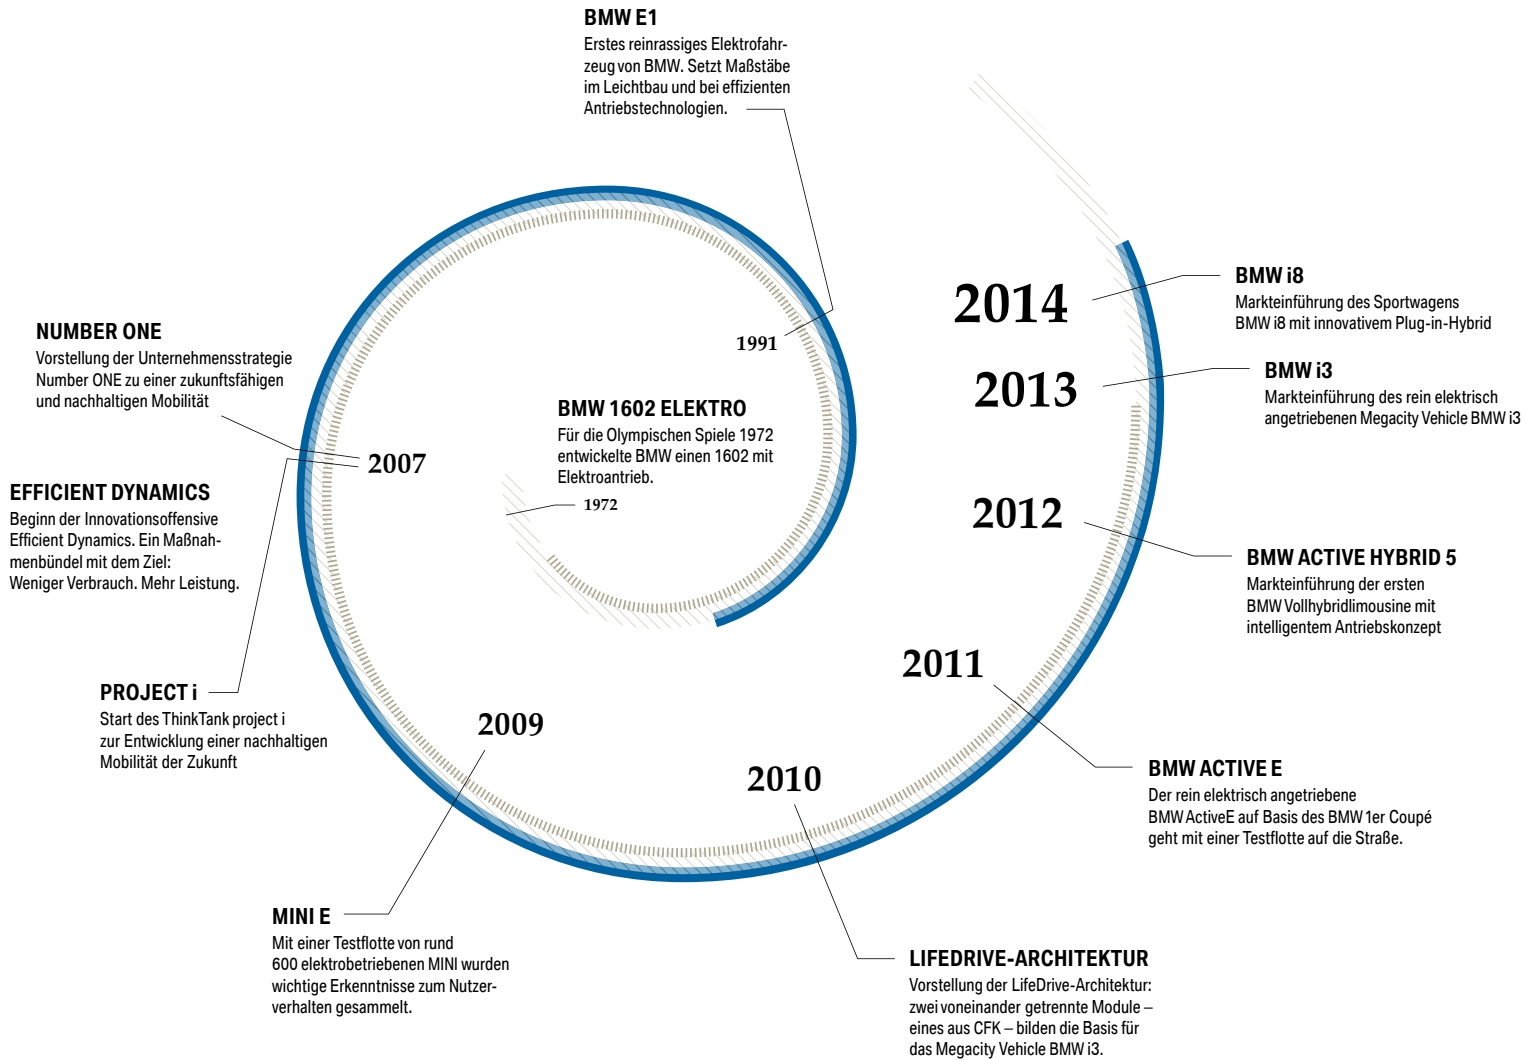 BMW E1
Erstes reinrassiges Elektrofahr-
zeug von BMW. Setzt Maßstäbe
im Leichtbau und bei effizienten
Antriebstechnologien.
1991
NUMBER ONE
Vorstellung der Unternehmensstrategie
Number ONE zu einer zukunftsfähigen
und nachhaltigen Mobilität
2007
EFFICIENT DYNAMICS
Beginn der Innovationsoffensive
Efficient Dynamics. Ein Maßnah-
menbündel mit dem Ziel:
Weniger Verbrauch. Mehr Leistung.
PROJECT i
Start des ThinkTank project i
zur Entwicklung einer nachhaltigen
Mobilität der Zukunft
BMW 1602 ELEKTRO
Für die Olympischen Spiele 1972
entwickelte BMW einen 1602 mit
Elektroantrieb.
1972
2009
MINI E
Mit einer Testflotte von rund
600 elektrobetriebenen MINI wurden
wichtige Erkenntnisse zum Nutzer-
verhalten gesammelt.
2010
LIFEDRIVE-ARCHITEKTUR
Vorstellung der LifeDrive-Architektur:
zwei voneinander getrennte Module –
eines aus CFK – bilden die Basis für
das Megacity Vehicle BMW i3.
2011
BMW ACTIVE E
Der rein elektrisch angetriebene
BMW ActiveE auf Basis des BMW 1er Coupé
geht mit einer Testflotte auf die Straße.
2012
BMW ACTIVE HYBRID 5
Markteinführung der ersten
BMW Vollhybridlimousine mit
intelligentem Antriebskonzept
2013
BMW i3
Markteinführung des rein elektrisch
angetriebenen Megacity Vehicle BMW i3
2014
BMW i8
Markteinführung des Sportwagens
BMW i8 mit innovativem Plug-in-Hybrid